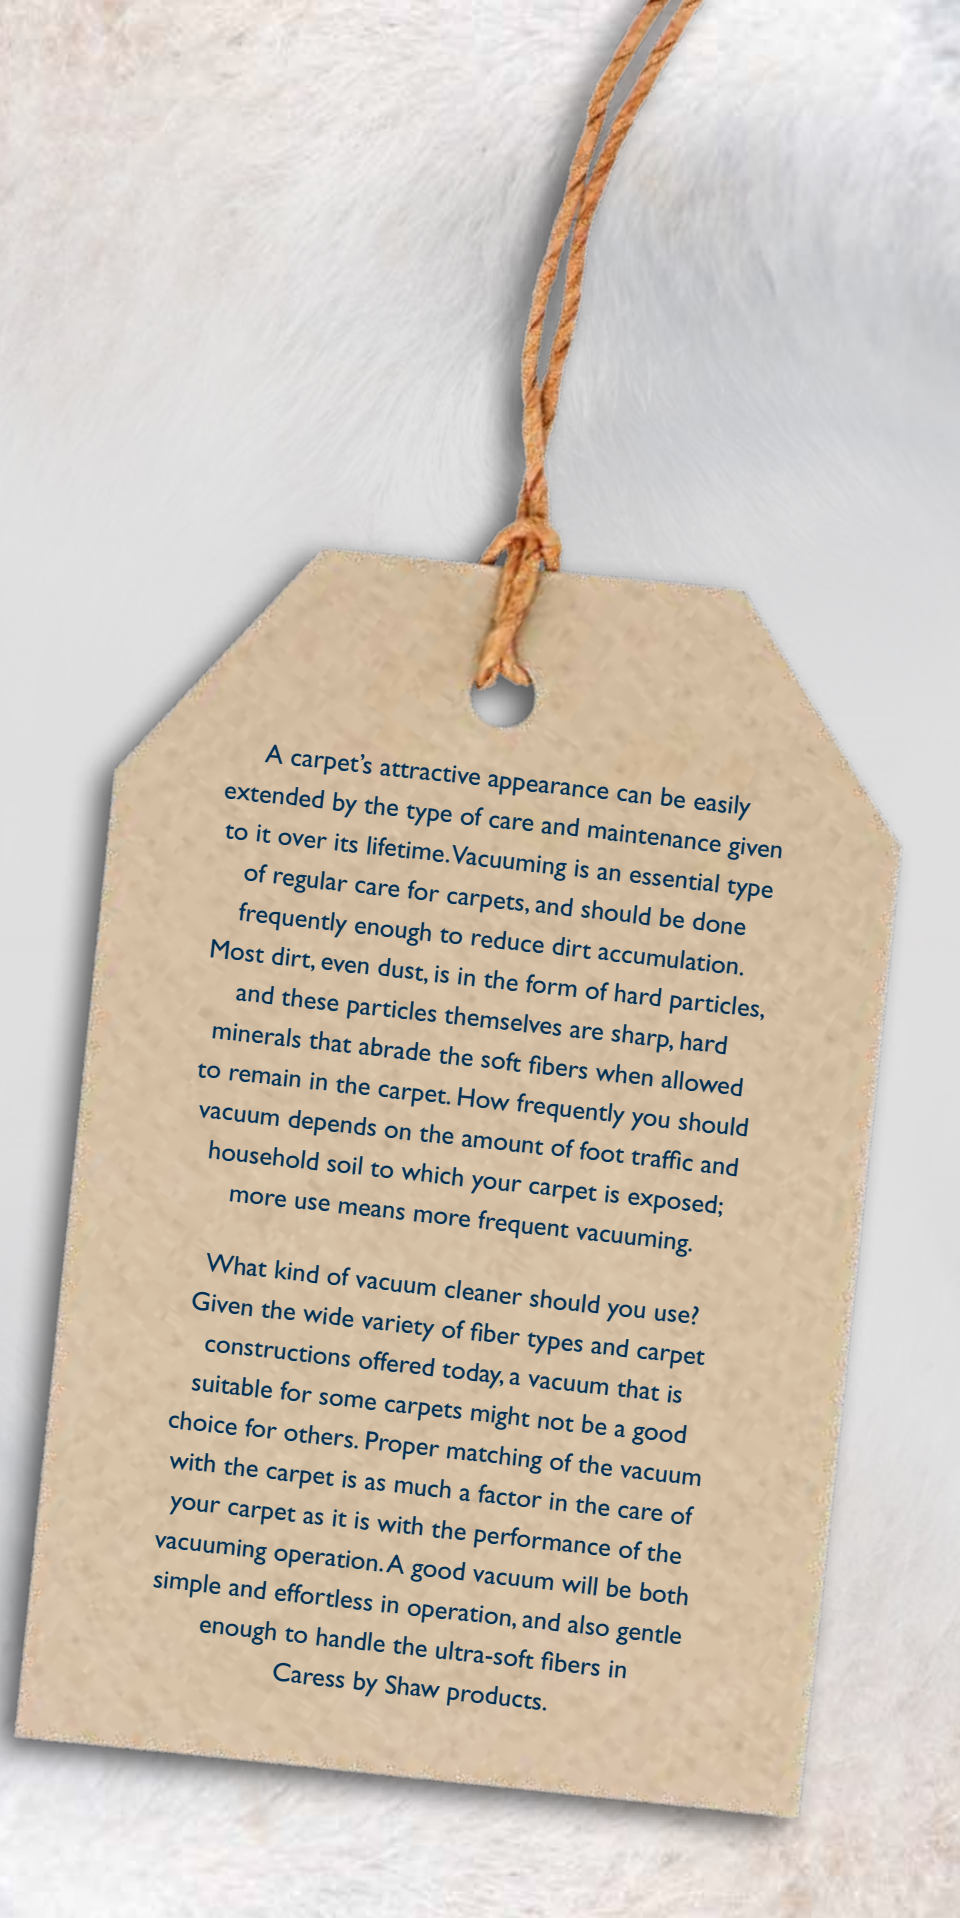 A carpet’s attractive appearance can be easily
extended by the type of care and maintenance given
to it over its lifetime. Vacuuming is an essential type
of regular care for carpets, and should be done
frequently enough to reduce dirt accumulation.
Most dirt, even dust, is in the form of hard particles,
and these particles themselves are sharp, hard
minerals that abrade the soft fibers when allowed
to remain in the carpet. How frequently you should
vacuum depends on the amount of foot traffic and
household soil to which your carpet is exposed;
more use means more frequent vacuuming.
What kind of vacuum cleaner should you use?
Given the wide variety of fiber types and carpet
constructions offered today, a vacuum that is
suitable for some carpets might not be a good
choice for others. Proper matching of the vacuum
with the carpet is as much a factor in the care of
your carpet as it is with the performance of the
vacuuming operation. A good vacuum will be both
simple and effortless in operation, and also gentle
enough to handle the ultra-soft fibers in
Caress by Shaw products.